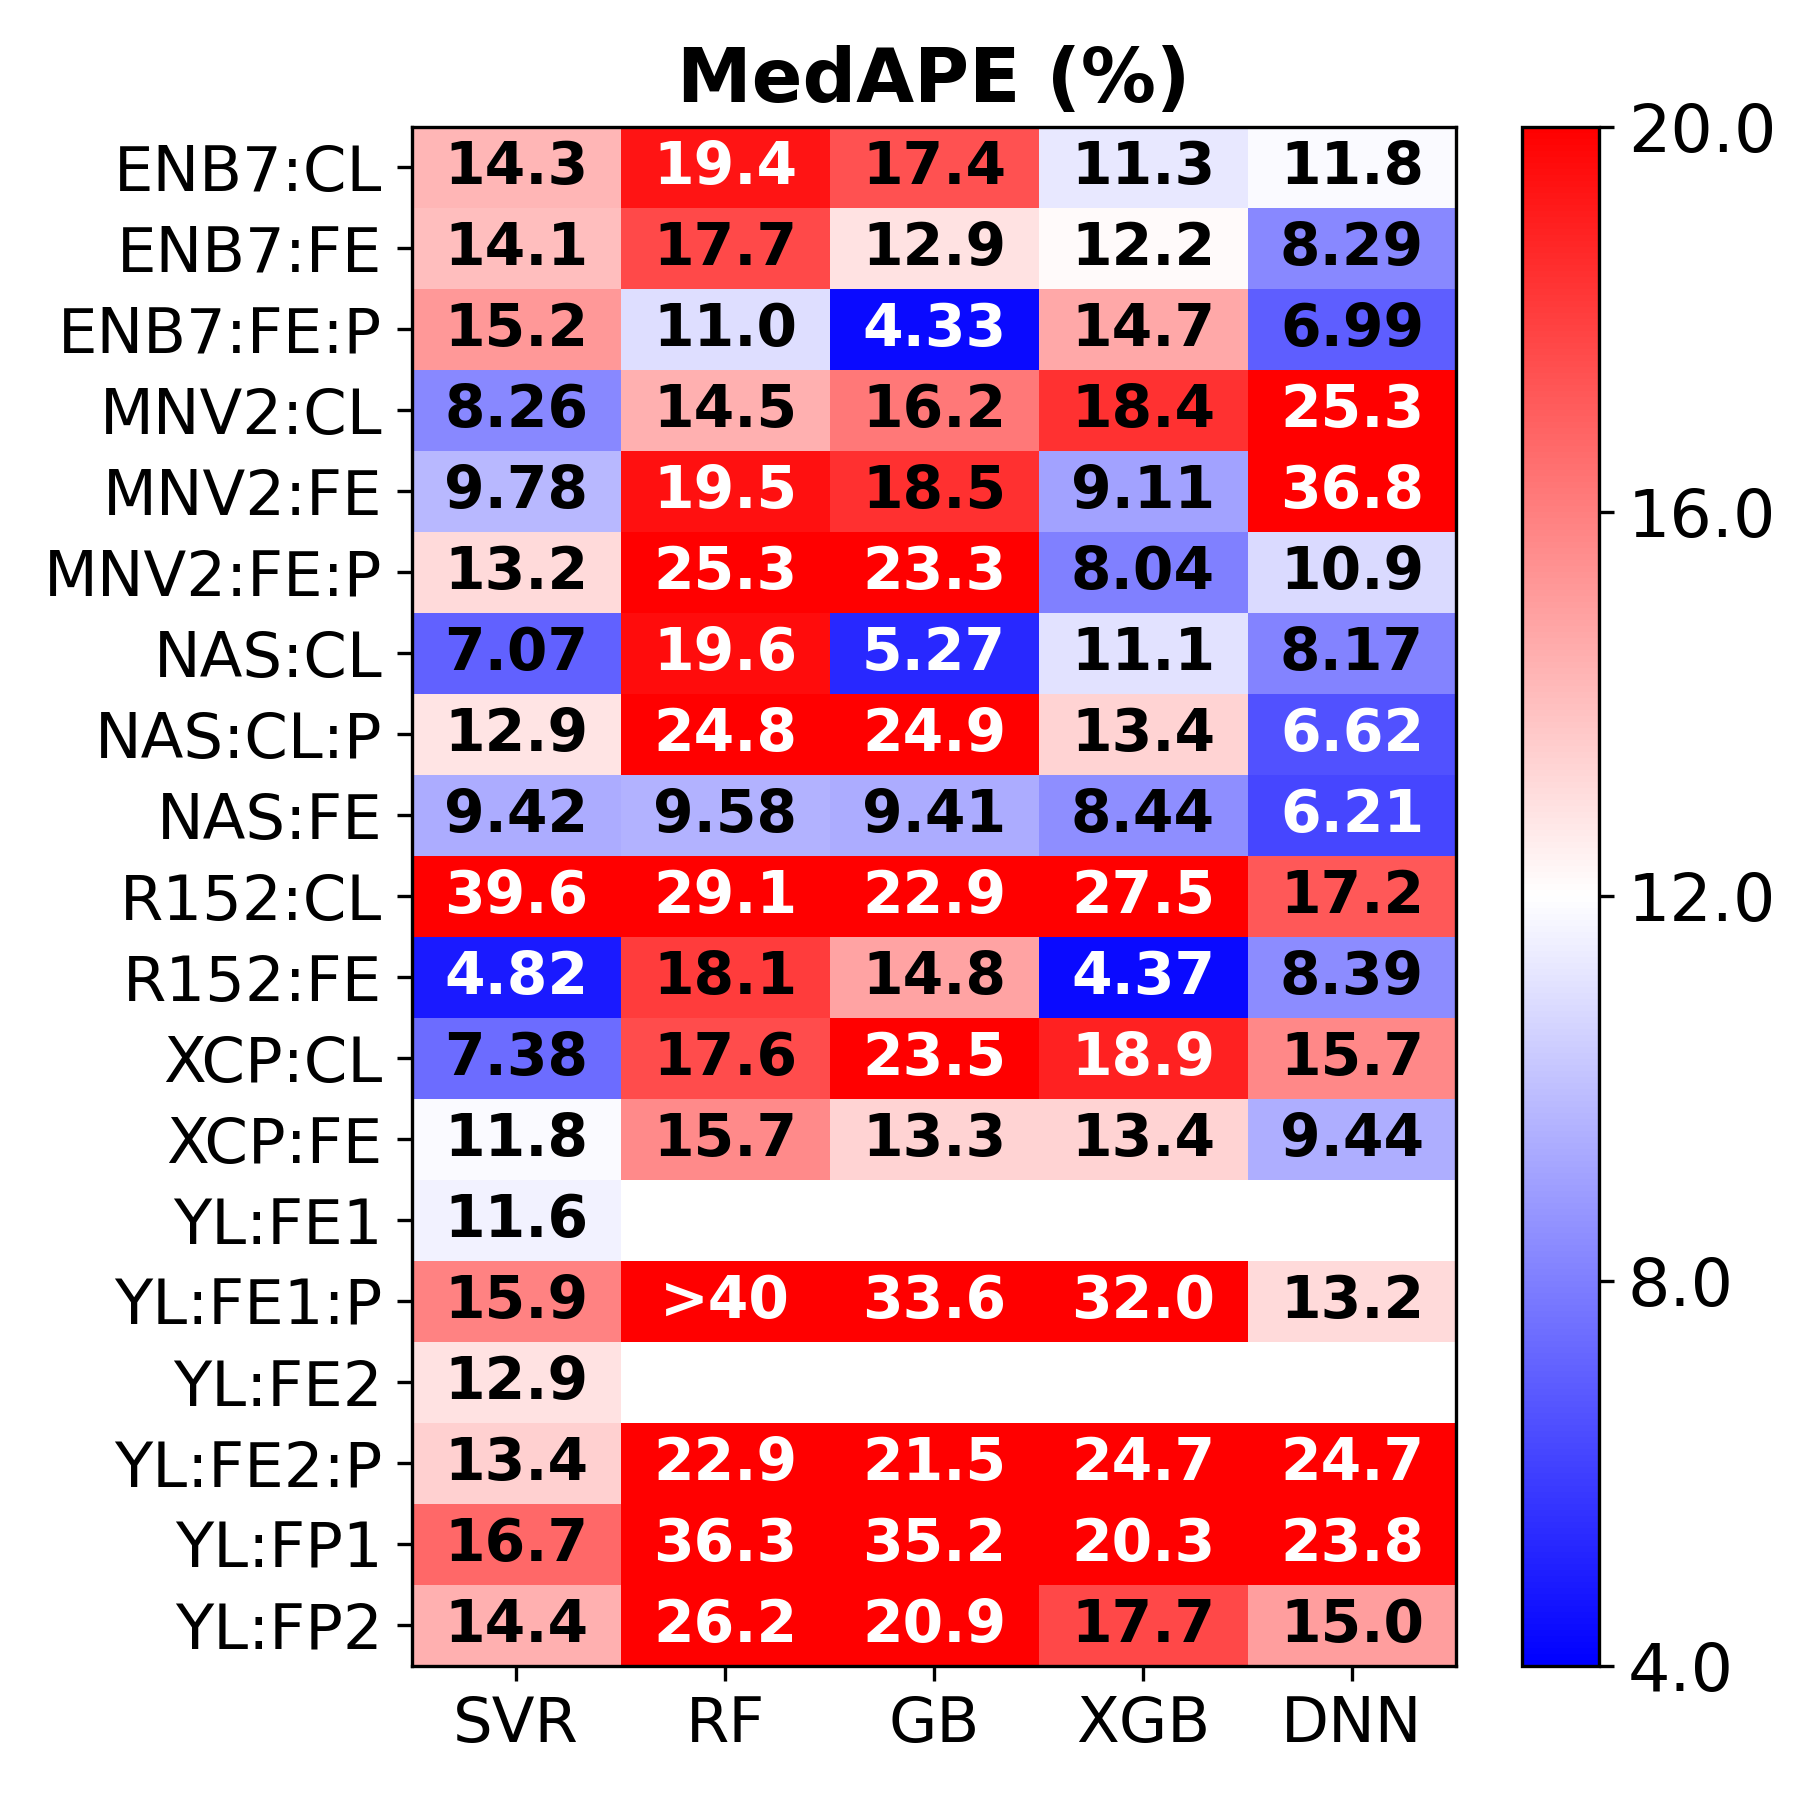 MedAPE (%)
ENB7:CL 14.3 19.4 17.4 11.3 11.8
ENB7:FE 14.1 17.7 12.9 12.2 8.29
ENB7:FE:P 15.2 11.0 4.33 14.7 6.99
MNV2:CL 8.26 14.5 16.2 18.4 25.3
MNV2:FE 9.78 19.5 18.5 9.11 36.8
MNV2:FE:P 13.2 25.3 23.3 8.04 10.9
NAS:CL 7.07 19.6 5.27 11.1 8.17
NAS:CL:P 12.9 24.8 24.9 13.4 6.62
NAS:FE 9.42 9.58 9.41 8.44 6.21
R152:CL 39.6 29.1 22.9 27.5 17.2
R152:FE 4.82 18.1 14.8 4.37 8.39
XCP:CL 7.38 17.6 23.5 18.9 15.7
XCP:FE 11.8 15.7 13.3 13.4 9.44
YL:FE1 11.6
YL:FE1:P 15.9 >40 33.6 32.0 13.2
YL:FE2 12.9
YL:FE2:P 13.4 22.9 21.5 24.7 24.7
YL:FP1 16.7 36.3 35.2 20.3 23.8
YL:FP2 14.4 26.2 20.9 17.7 15.0
SVR RF GB XGB DNN
20.0
16.0
12.0
8.0
4.0